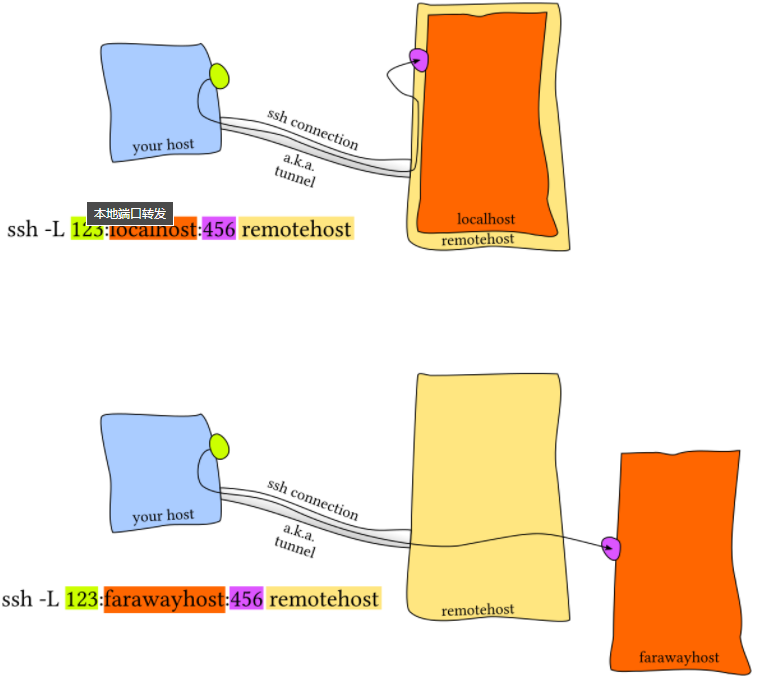 your host
ssh connection
a.k.a.
tunnel
localhost
remotehost
本地端口转发
ssh -L 123:localhost:456 remotehost
your host
ssh connection
a.k.a.
tunnel
remotehost
farawayhost
ssh -L 123:farawayhost:456 remotehost